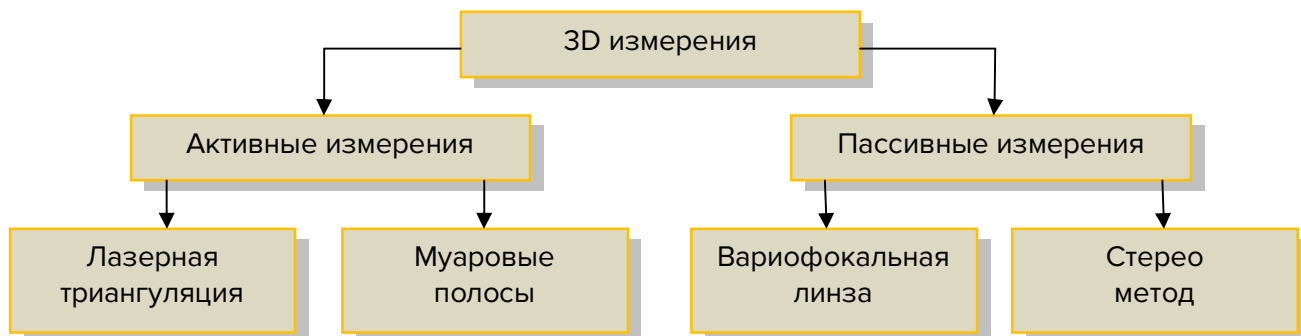 3D измерения
Активные измерения
Пассивные измерения
Лазерная
триангуляция
Муаровые
полосы
Вариофокальная
линза
Стерео
метод